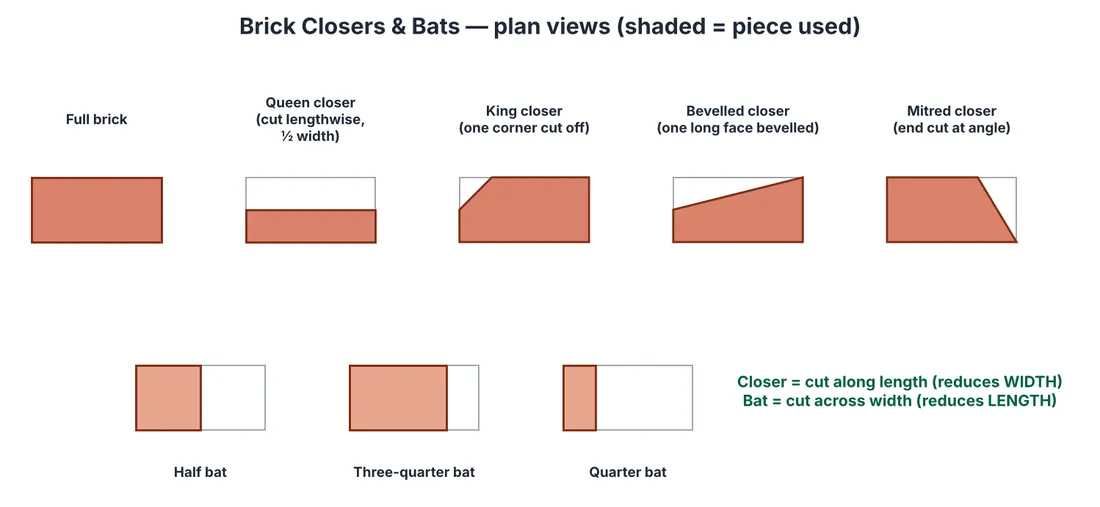 Brick Closers & Bats — plan views (shaded = piece used)
Full brick
Queen closer
(cut lengthwise,
½ width)
King closer
(one corner cut off)
Bevelled closer
(one long face bevelled)
Mitred closer
(end cut at angle)
Closer = cut along length (reduces WIDTH)
Bat = cut across width (reduces LENGTH)
Half bat
Three-quarter bat
Quarter bat